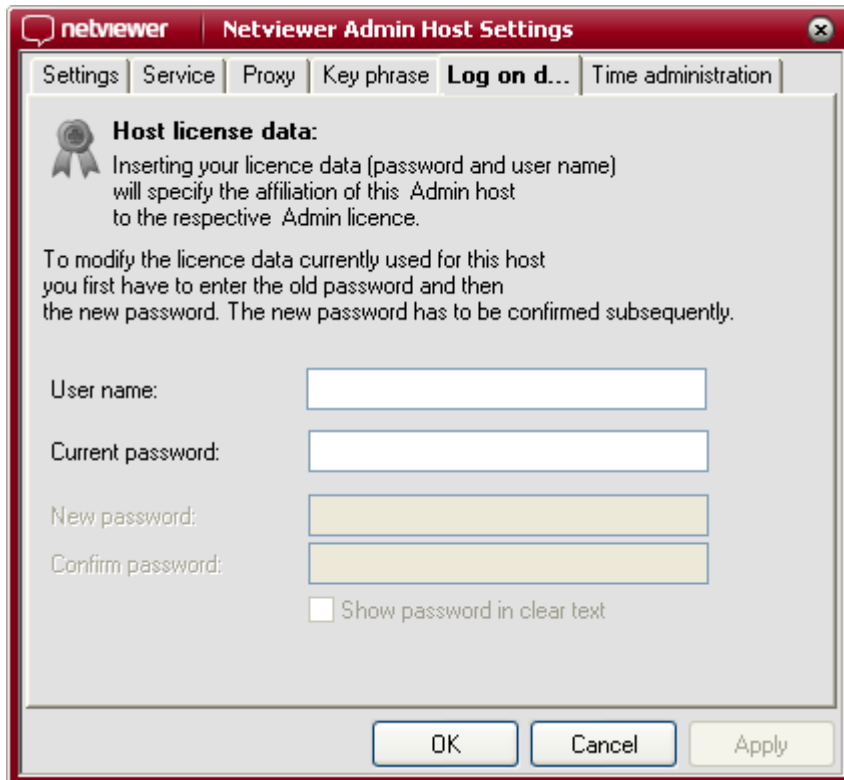 netviewer Netviewer Admin Host Settings
Settings Service Proxy Key phrase Log on d... Time administration
Host license data:
Inserting your licence data (password and user name)
will specify the affiliation of this Admin host
to the respective Admin licence.
To modify the licence data currently used for this host
you first have to enter the old password and then
the new password. The new password has to be confirmed subsequently.
User name:
Current password:
New password:
Confirm password:
Show password in clear text
OK Cancel Apply